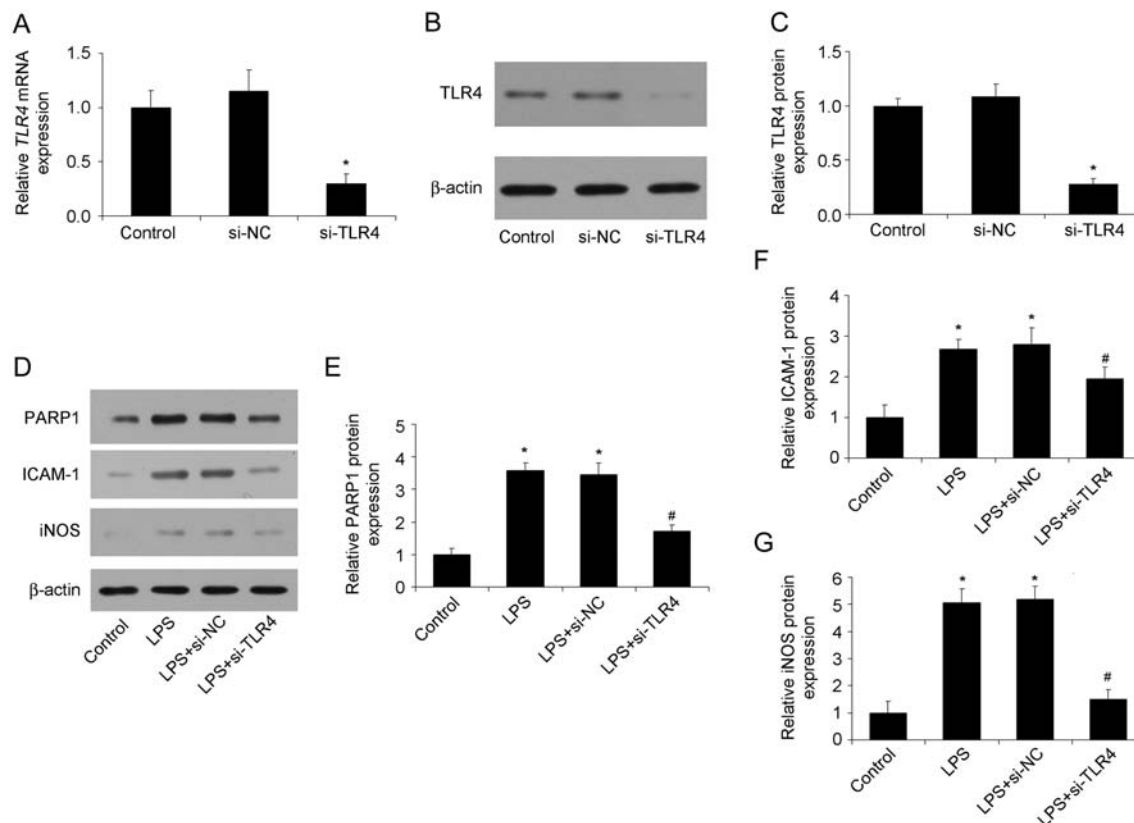 A
Relative TLR4 mRNA
expression
1.5
1.0
0.5
0.0
*
Control
si-NC
si-TLR4
B
TLR4
β-actin
Control
si-NC
si-TLR4
C
Relative TLR4 protein
expression
1.5
1.0
0.5
0.0
*
Control
si-NC
si-TLR4
D
PARP1
ICAM-1
iNOS
β-actin
Control
LPS
LPS+si-NC
LPS+si-TLR4
E
Relative PARP1 protein
expression
5
4
3
2
1
0
*
*
#
Control
LPS
LPS+si-NC
LPS+si-TLR4
F
Relative ICAM-1 protein
expression
4
3
2
1
0
*
*
#
Control
LPS
LPS+si-NC
LPS+si-TLR4
G
Relative iNOS protein
expression
6
5
4
3
2
1
0
*
*
#
Control
LPS
LPS+si-NC
LPS+si-TLR4